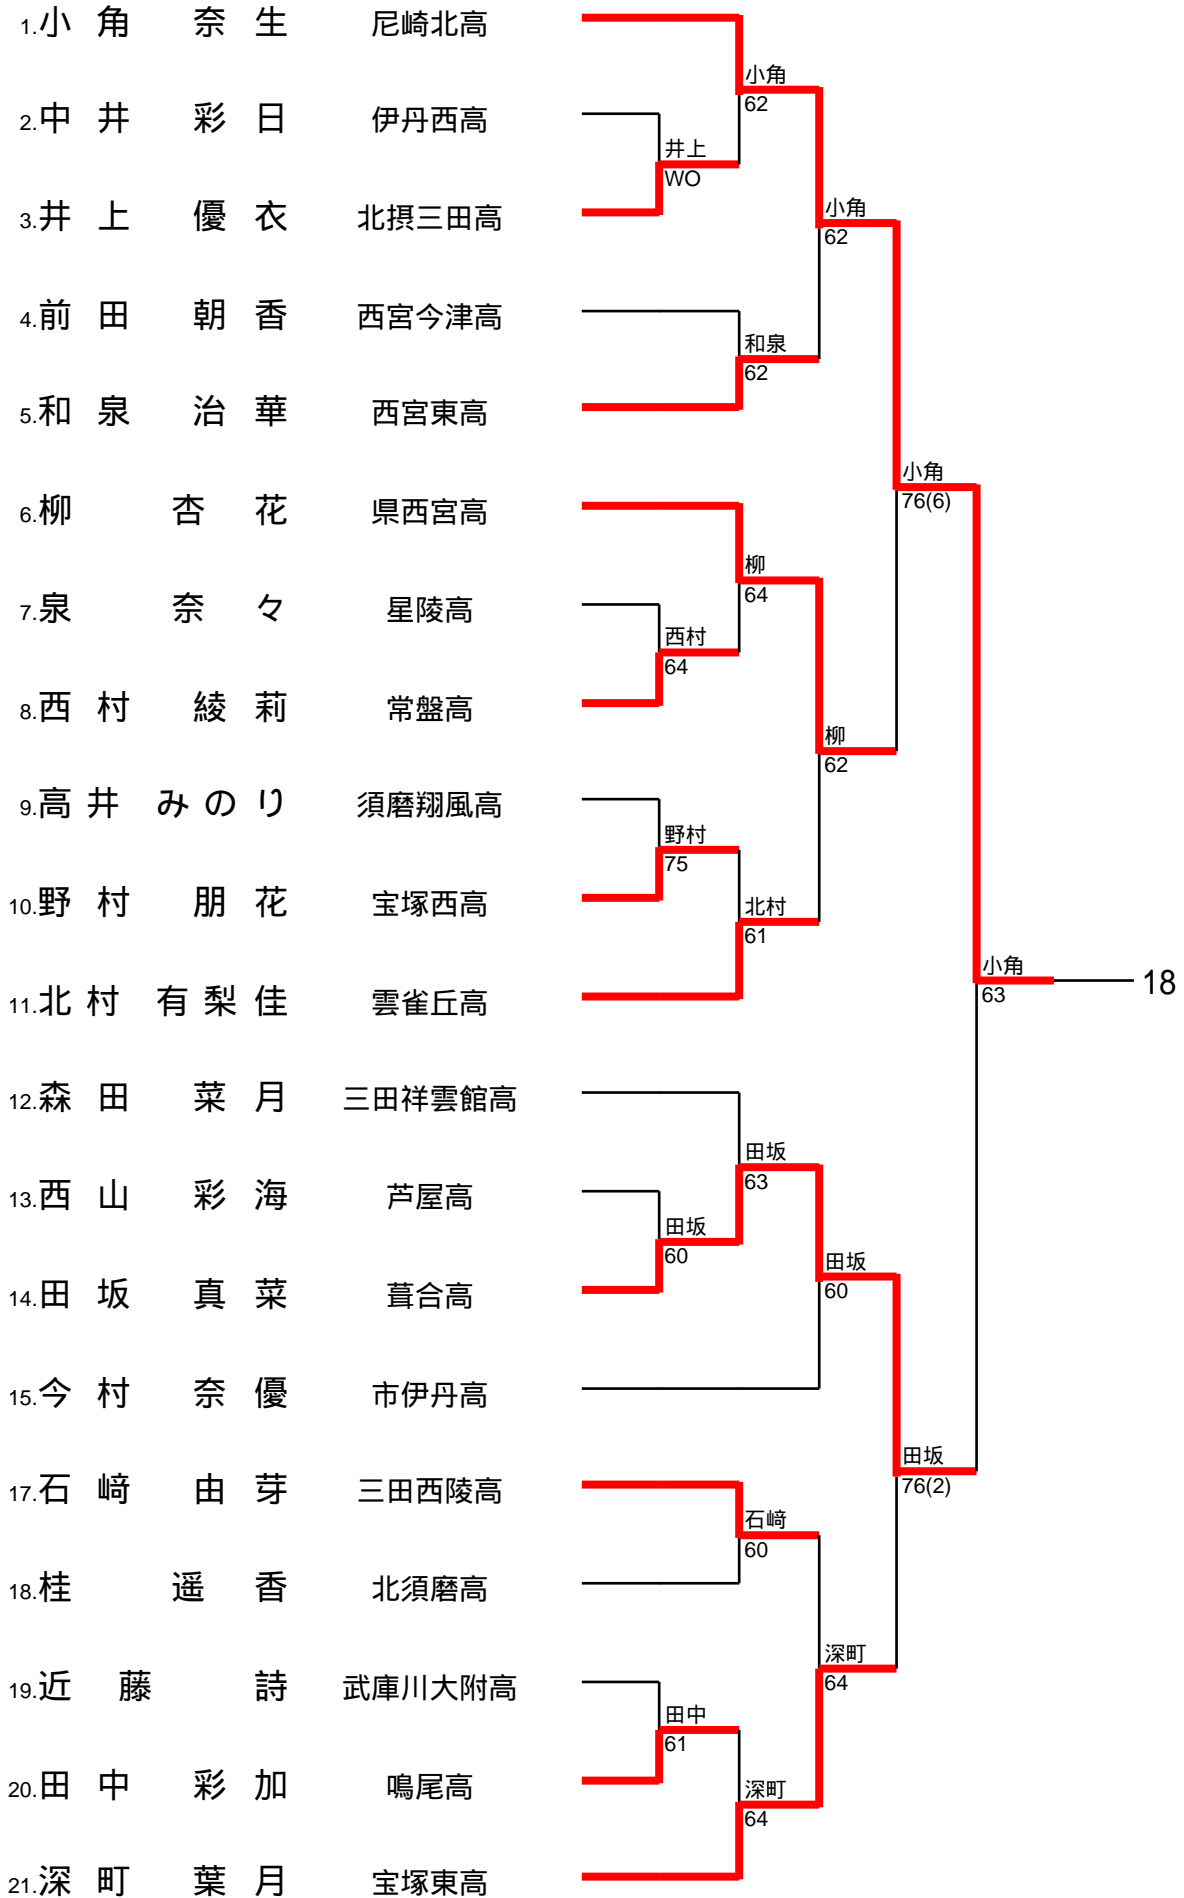 1.小角 奈生 尼崎北高
小角
62
2.中井 彩日 伊丹西高
井上
WO
3.井上 優衣 北摂三田高
小角
62
4.前田 朝香 西宮今津高
和泉
62
5.和泉 治華 西宮東高
小角
76(6)
6.柳 杏花 県西宮高
柳
64
7.泉 奈々 星陵高
西村
64
8.西村 綾莉 常盤高
柳
62
9.高井 みのり 須磨翔風高
野村
75
10.野村 朋花 宝塚西高
北村
61
小角
63
18
11.北村 有梨佳 雲雀丘高
12.森田 菜月 三田祥雲館高
田坂
63
13.西山 彩海 芦屋高
田坂
60
田坂
60
14.田坂 真菜 葺合高
15.今村 奈優 市伊丹高
田坂
76(2)
17.石﨑 由芽 三田西陵高
石﨑
60
18.桂 遥香 北須磨高
深町
64
19.近藤 詩 武庫川大附高
田中
61
20.田中 彩加 鳴尾高
深町
64
21.深町 葉月 宝塚東高